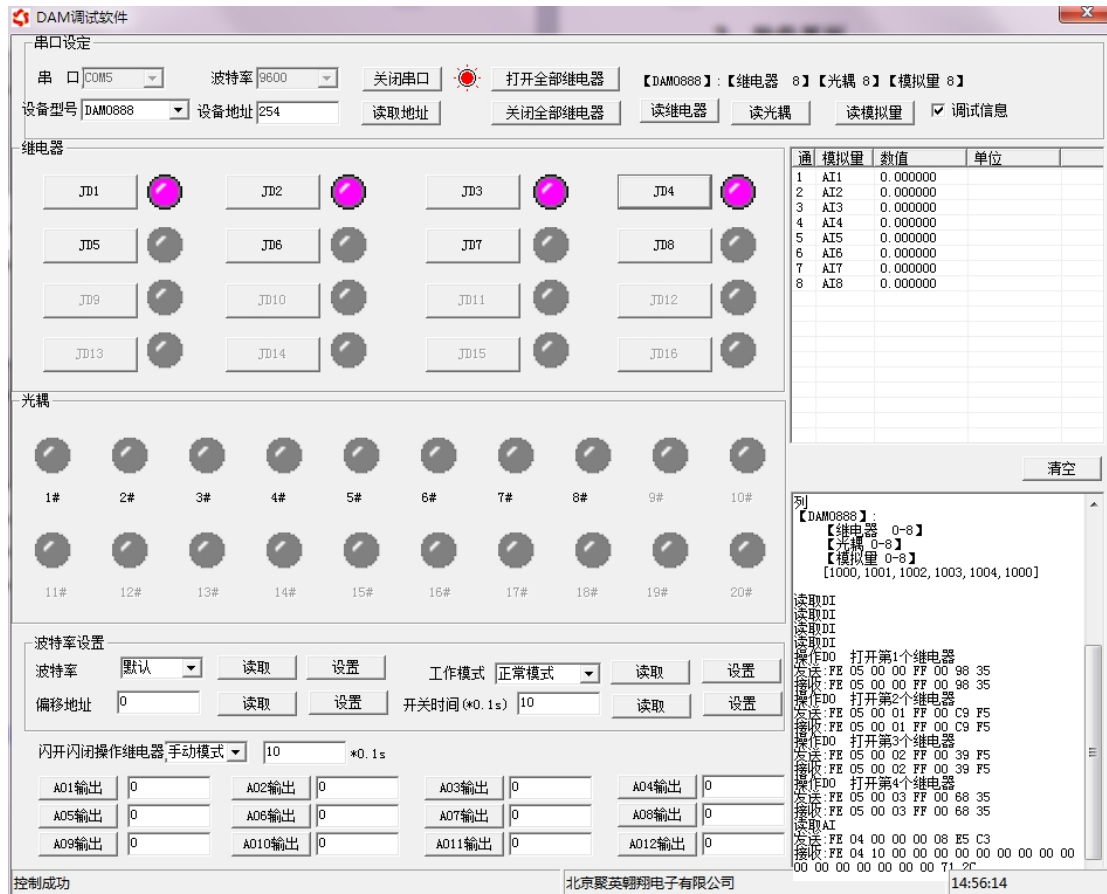 DAM调试软件
串口设定
串 口 COM5 波特率 9600 关闭串口 打开全部继电器 【DAM0888】:【继电器 8】【光耦 8】【模拟量 8】
设备型号 DAM0888 设备地址 254 读取地址 关闭全部继电器 读继电器 读光耦 读模拟量 调试信息
继电器
JD1 JD2 JD3 JD4
JD5 JD6 JD7 JD8
JD9 JD10 JD11 JD12
JD13 JD14 JD15 JD16
通 模拟量 数值 单位
1 AI1 0.000000
2 AI2 0.000000
3 AI3 0.000000
4 AI4 0.000000
5 AI5 0.000000
6 AI6 0.000000
7 AI7 0.000000
8 AI8 0.000000
光耦
1# 2# 3# 4# 5# 6# 7# 8# 9# 10#
11# 12# 13# 14# 15# 16# 17# 18# 19# 20#
清空
列
【DAM0888】:
【继电器 0-8】
【光耦 0-8】
【模拟量 0-8】
[1000,1001,1002,1003,1004,1000]
读取DI
读取DI
读取DI
读取DI
操作DO 打开第1个继电器
发送:FE 05 00 00 FF 00 98 35
接收:FE 05 00 00 FF 00 98 35
操作DO 打开第2个继电器
发送:FE 05 00 01 FF 00 C9 F5
接收:FE 05 00 01 FF 00 C9 F5
操作DO 打开第3个继电器
发送:FE 05 00 02 FF 00 39 F5
接收:FE 05 00 02 FF 00 39 F5
操作DO 打开第4个继电器
发送:FE 05 00 03 FF 00 68 35
接收:FE 05 00 03 FF 00 68 35
读取AI
发送:FE 04 00 00 00 08 E5 C3
接收:FE 04 10 00 00 00 00 00 00 00 00 00
00 00 00 00 00 00 00 71 2C
波特率设置
波特率 默认 读取 设置 工作模式 正常模式 读取 设置
偏移地址 0 读取 设置 开关时间(*0.1s) 10 读取 设置
闪开闪闭操作继电器 手动模式 10 *0.1s
AO1输出 0 AO2输出 0 AO3输出 0 AO4输出 0
AO5输出 0 AO6输出 0 AO7输出 0 AO8输出 0
AO9输出 0 AO10输出 0 AO11输出 0 AO12输出 0
控制成功 北京聚英翱翔电子有限公司 14:56:14